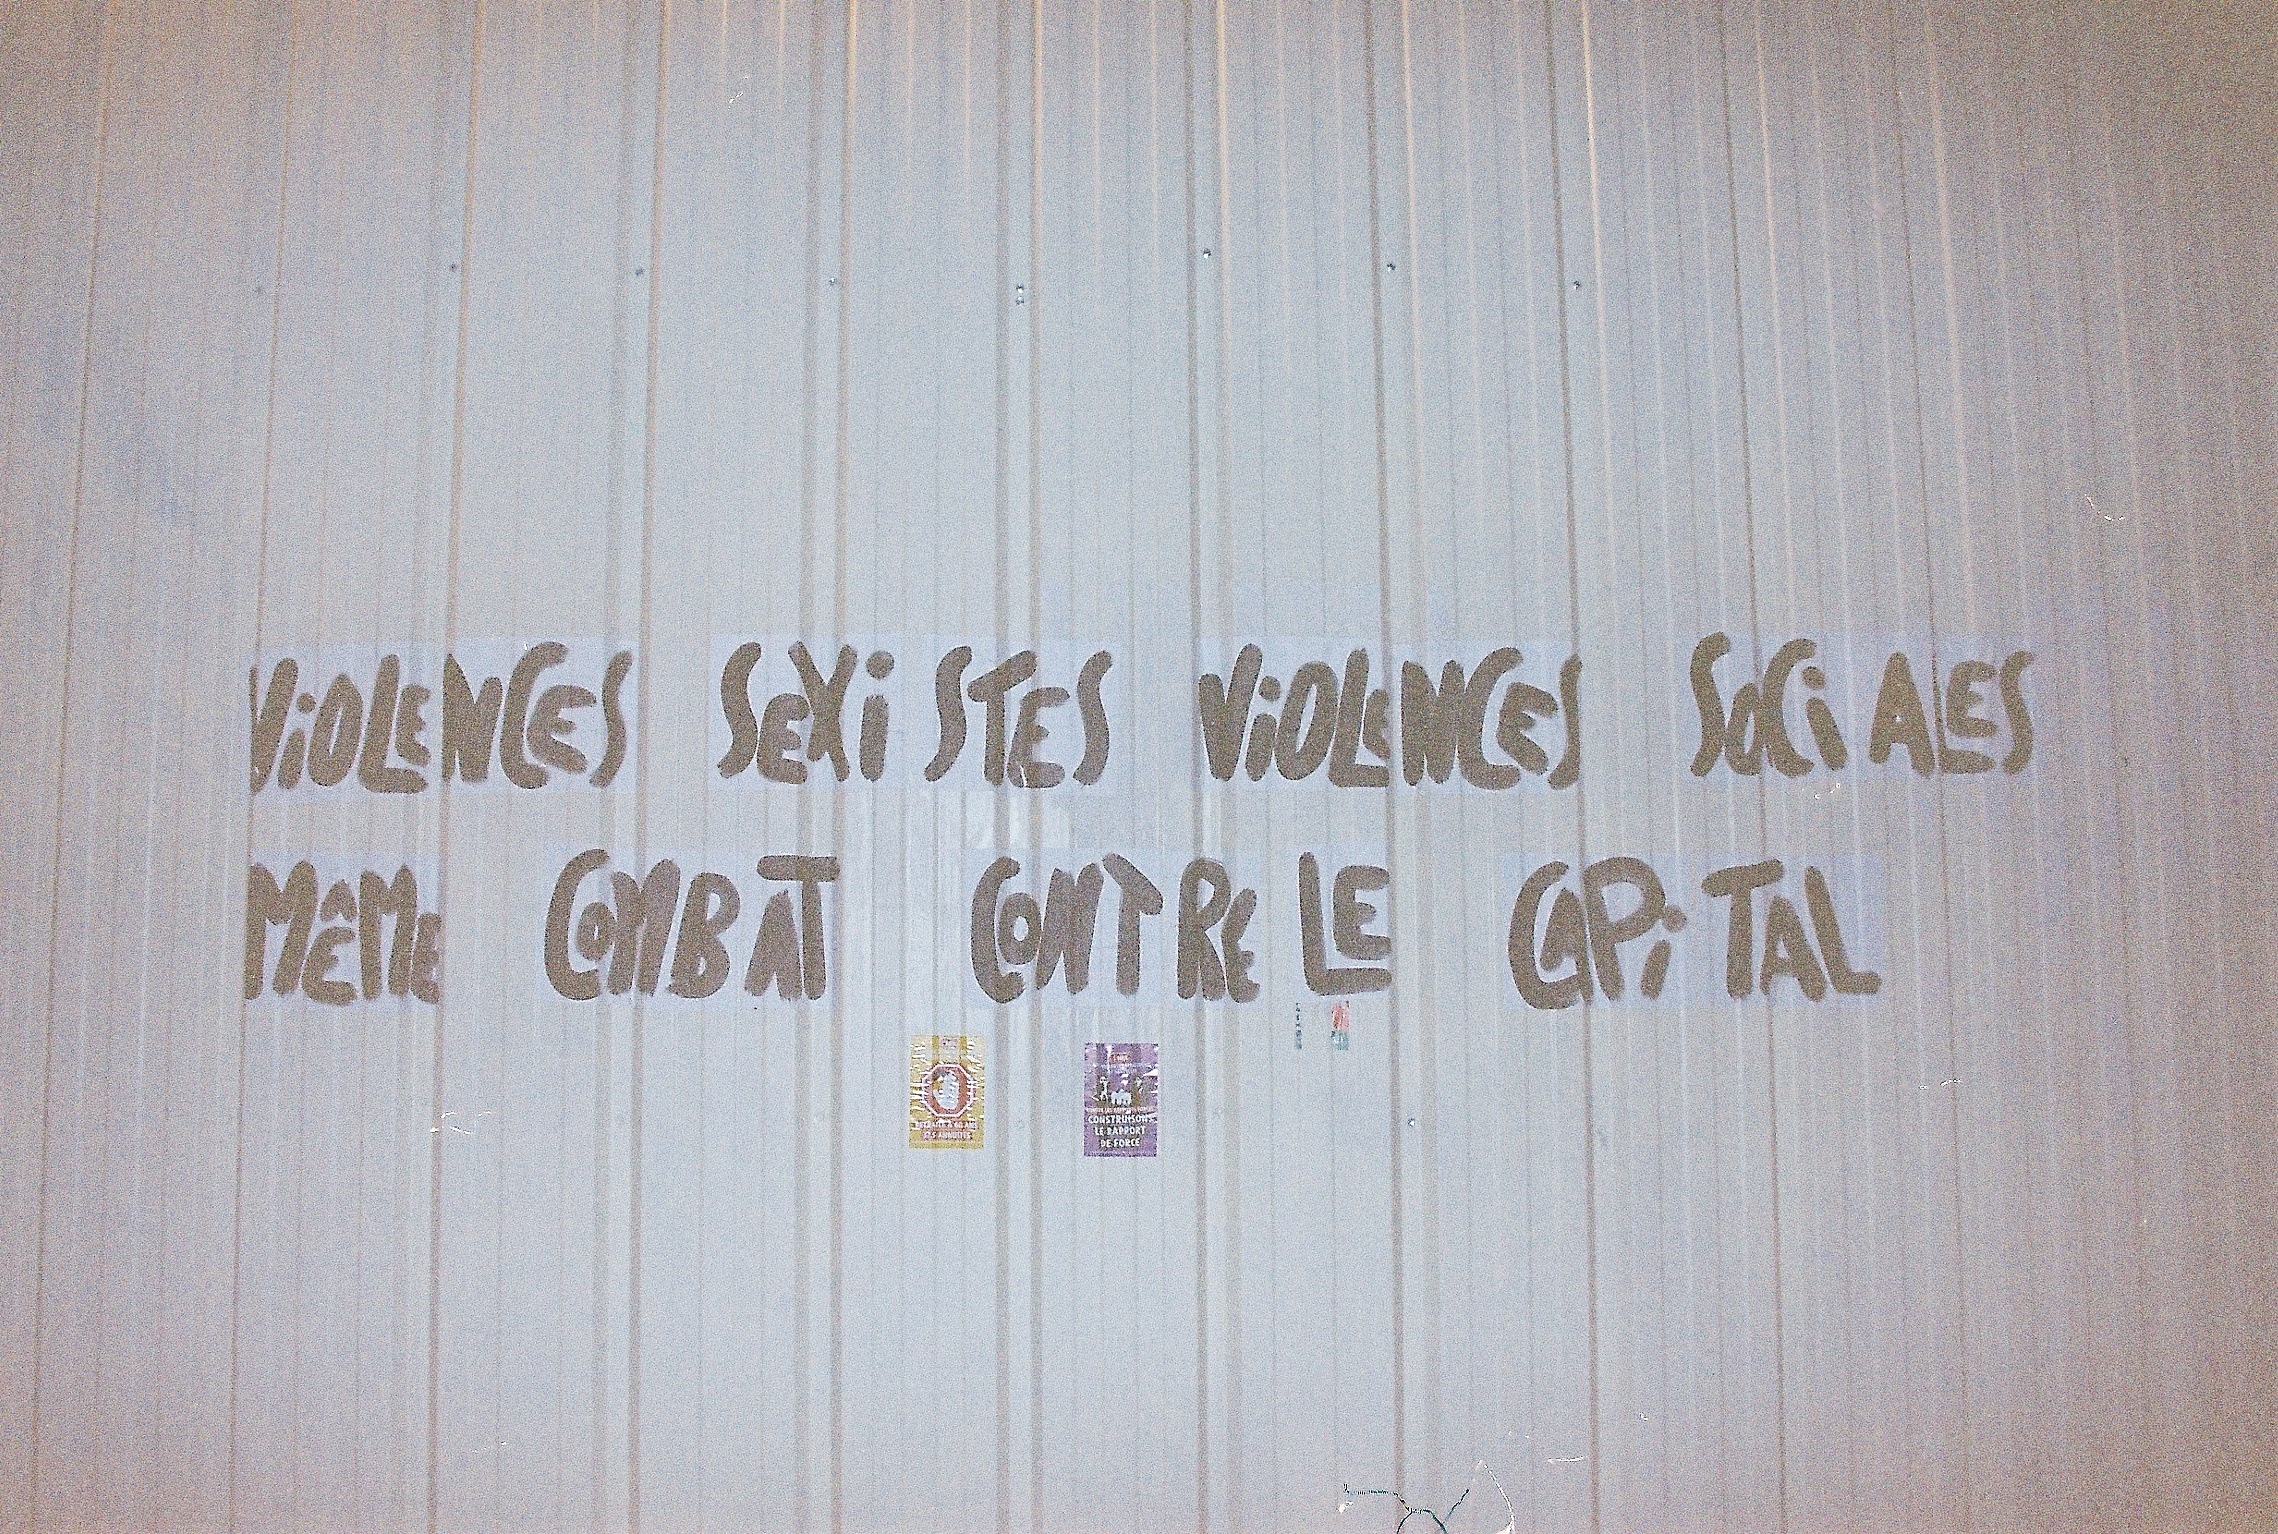 ViOLENCES SEXiSTES ViOLENCES SOCiALES
MÊME COMBAT CONTRE LE CAPiTAL
RETRAITE A 60 ANS
37,5 ANNUITÉS
CONSTRUISONS
LE RAPPORT
DE FORCE